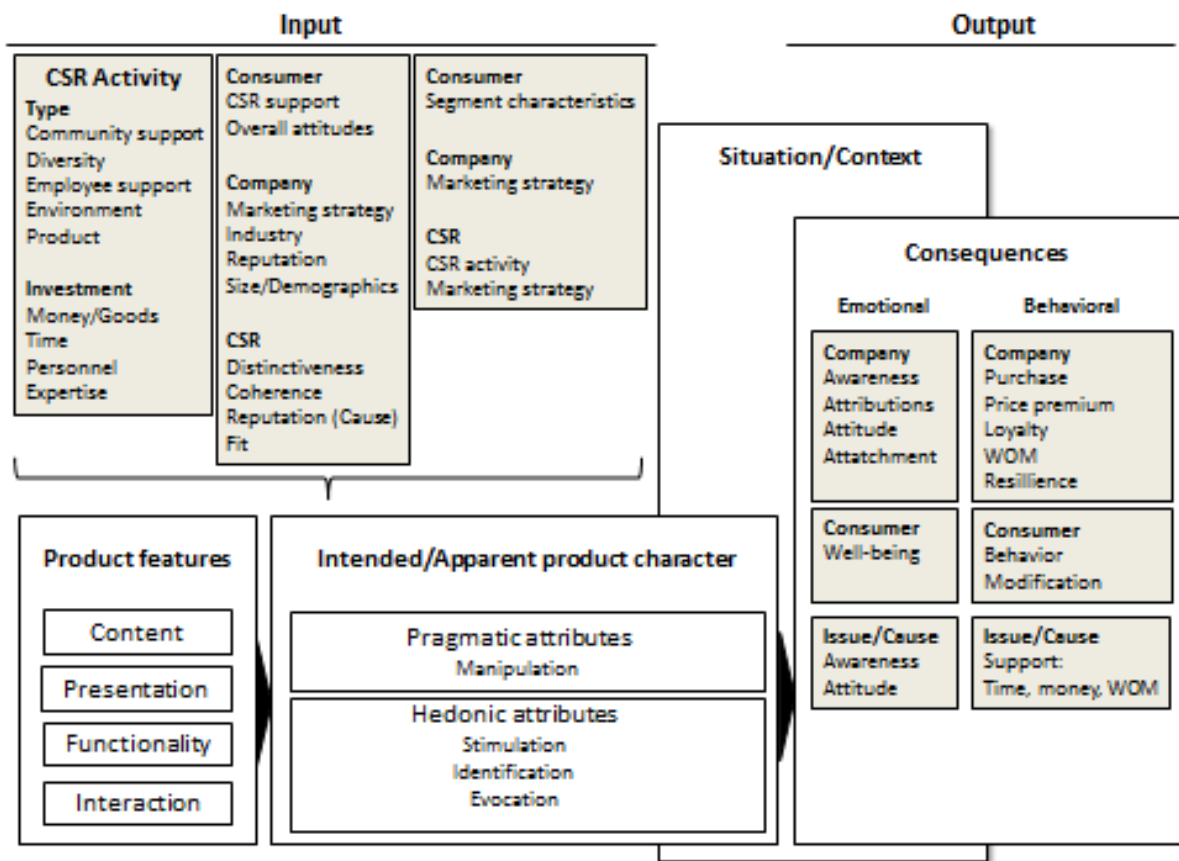 Input
Output
CSR Activity
Type
Community support
Diversity
Employee support
Environment
Product
Investment
Money/Goods
Time
Personnel
Expertise
Consumer
CSR support
Overall attitudes
Company
Marketing strategy
Industry
Reputation
Size/Demographics
CSR
Distinctiveness
Coherence
Reputation (Cause)
Fit
Consumer
Segment characteristics
Company
Marketing strategy
CSR
CSR activity
Marketing strategy
Situation/Context
Consequences
Emotional
Behavioral
Company
Awareness
Attributions
Attitude
Attatchment
Company
Purchase
Price premium
Loyalty
WOM
Resillience
Consumer
Well-being
Consumer
Behavior
Modification
Issue/Cause
Awareness
Attitude
Issue/Cause
Support:
Time, money, WOM
Product features
Content
Presentation
Functionality
Interaction
Intended/Apparent product character
Pragmatic attributes
Manipulation
Hedonic attributes
Stimulation
Identification
Evocation